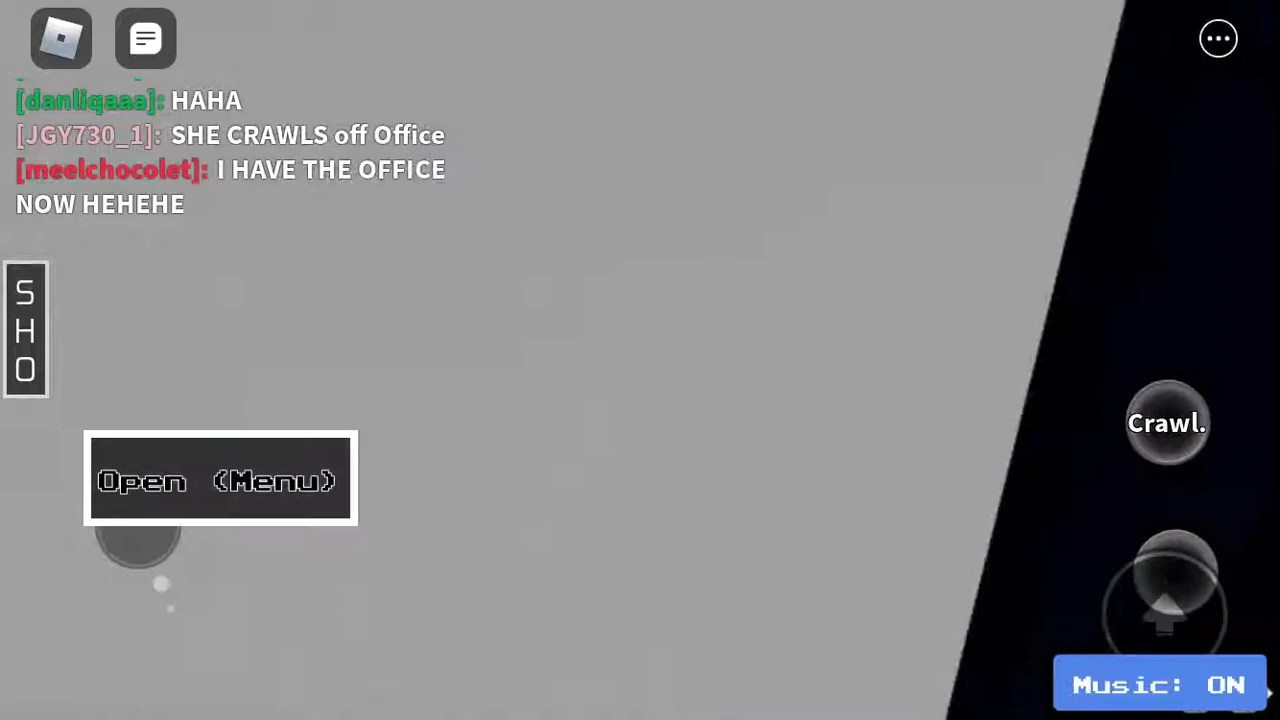 [danliqaaa]: HAHA
[JGY730_1]: SHE CRAWLS off Office
[meelchocolet]: I HAVE THE OFFICE
NOW HEHEHE
S
H
O
Open (Menu)
Crawl.
Music: ON